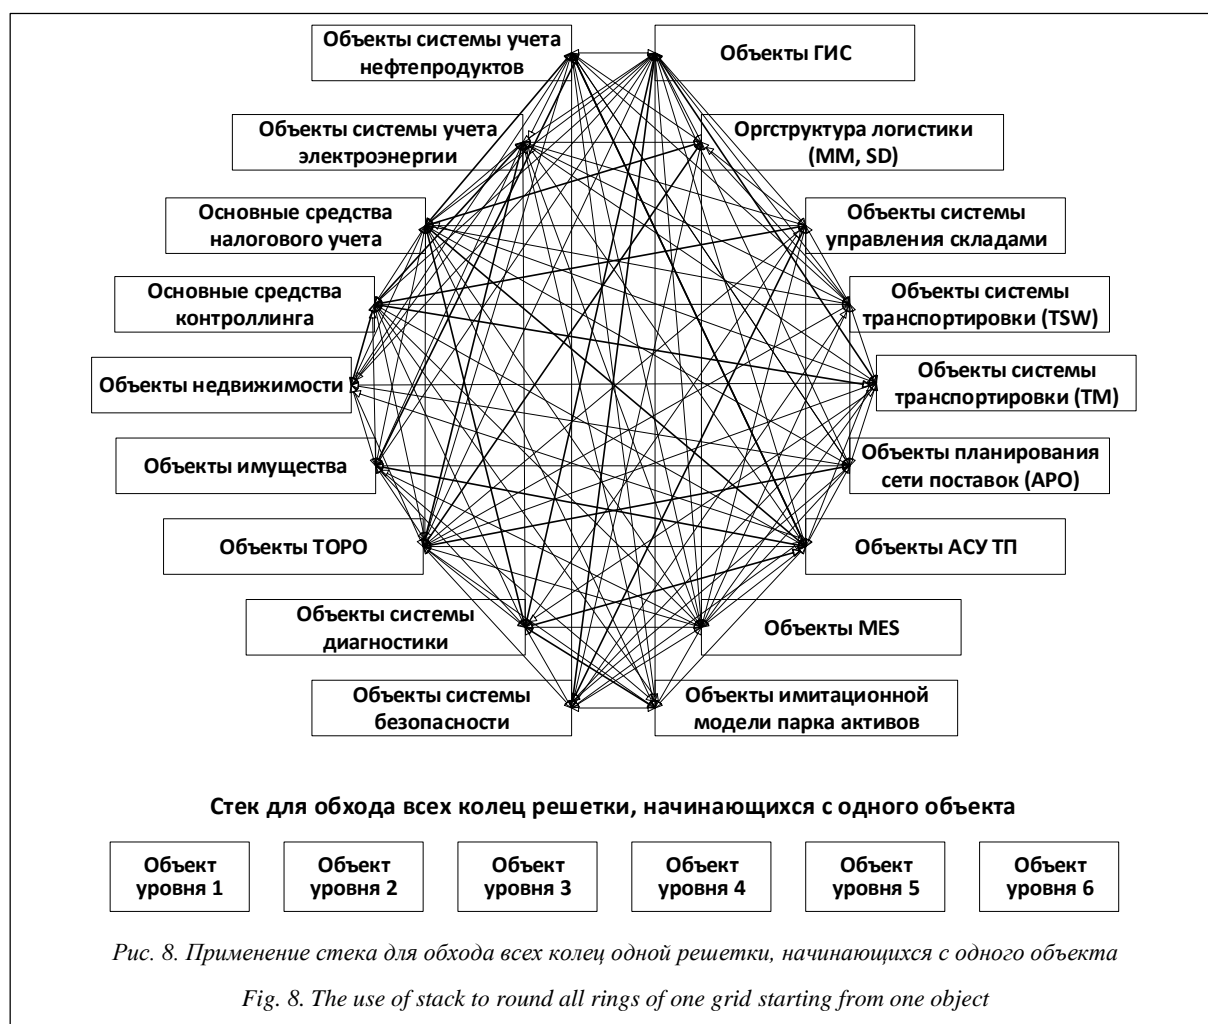 Объекты системы учета
нефтепродуктов
Объекты ГИС
Объекты системы учета
электроэнергии
Оргструктура логистики
(MM, SD)
Основные средства
налогового учета
Объекты системы
управления складами
Основные средства
контроллинга
Объекты системы
транспортировки (TSW)
Объекты недвижимости
Объекты системы
транспортировки (TM)
Объекты имущества
Объекты планирования
сети поставок (APO)
Объекты ТОРО
Объекты АСУ ТП
Объекты системы
диагностики
Объекты MES
Объекты системы
безопасности
Объекты имитационной
модели парка активов
Стек для обхода всех колец решетки, начинающихся с одного объекта
Объект
уровня 1
Объект
уровня 2
Объект
уровня 3
Объект
уровня 4
Объект
уровня 5
Объект
уровня 6
Рис. 8. Применение стека для обхода всех колец одной решетки, начинающихся с одного объекта
Fig. 8. The use of stack to round all rings of one grid starting from one object